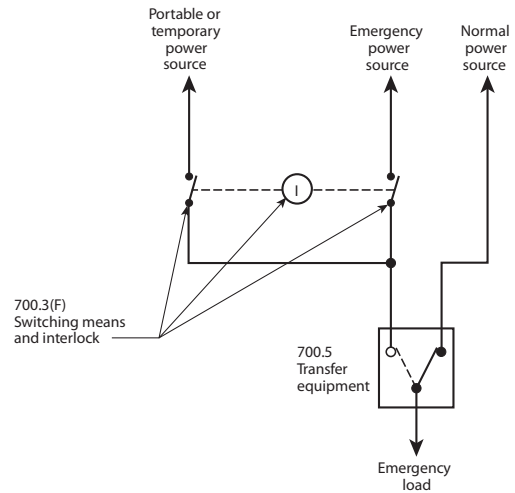 Portable or
temporary
power
source
Emergency
power
source
Normal
power
source
I
700.3(F)
Switching means
and interlock
700.5
Transfer
equipment
Emergency
load